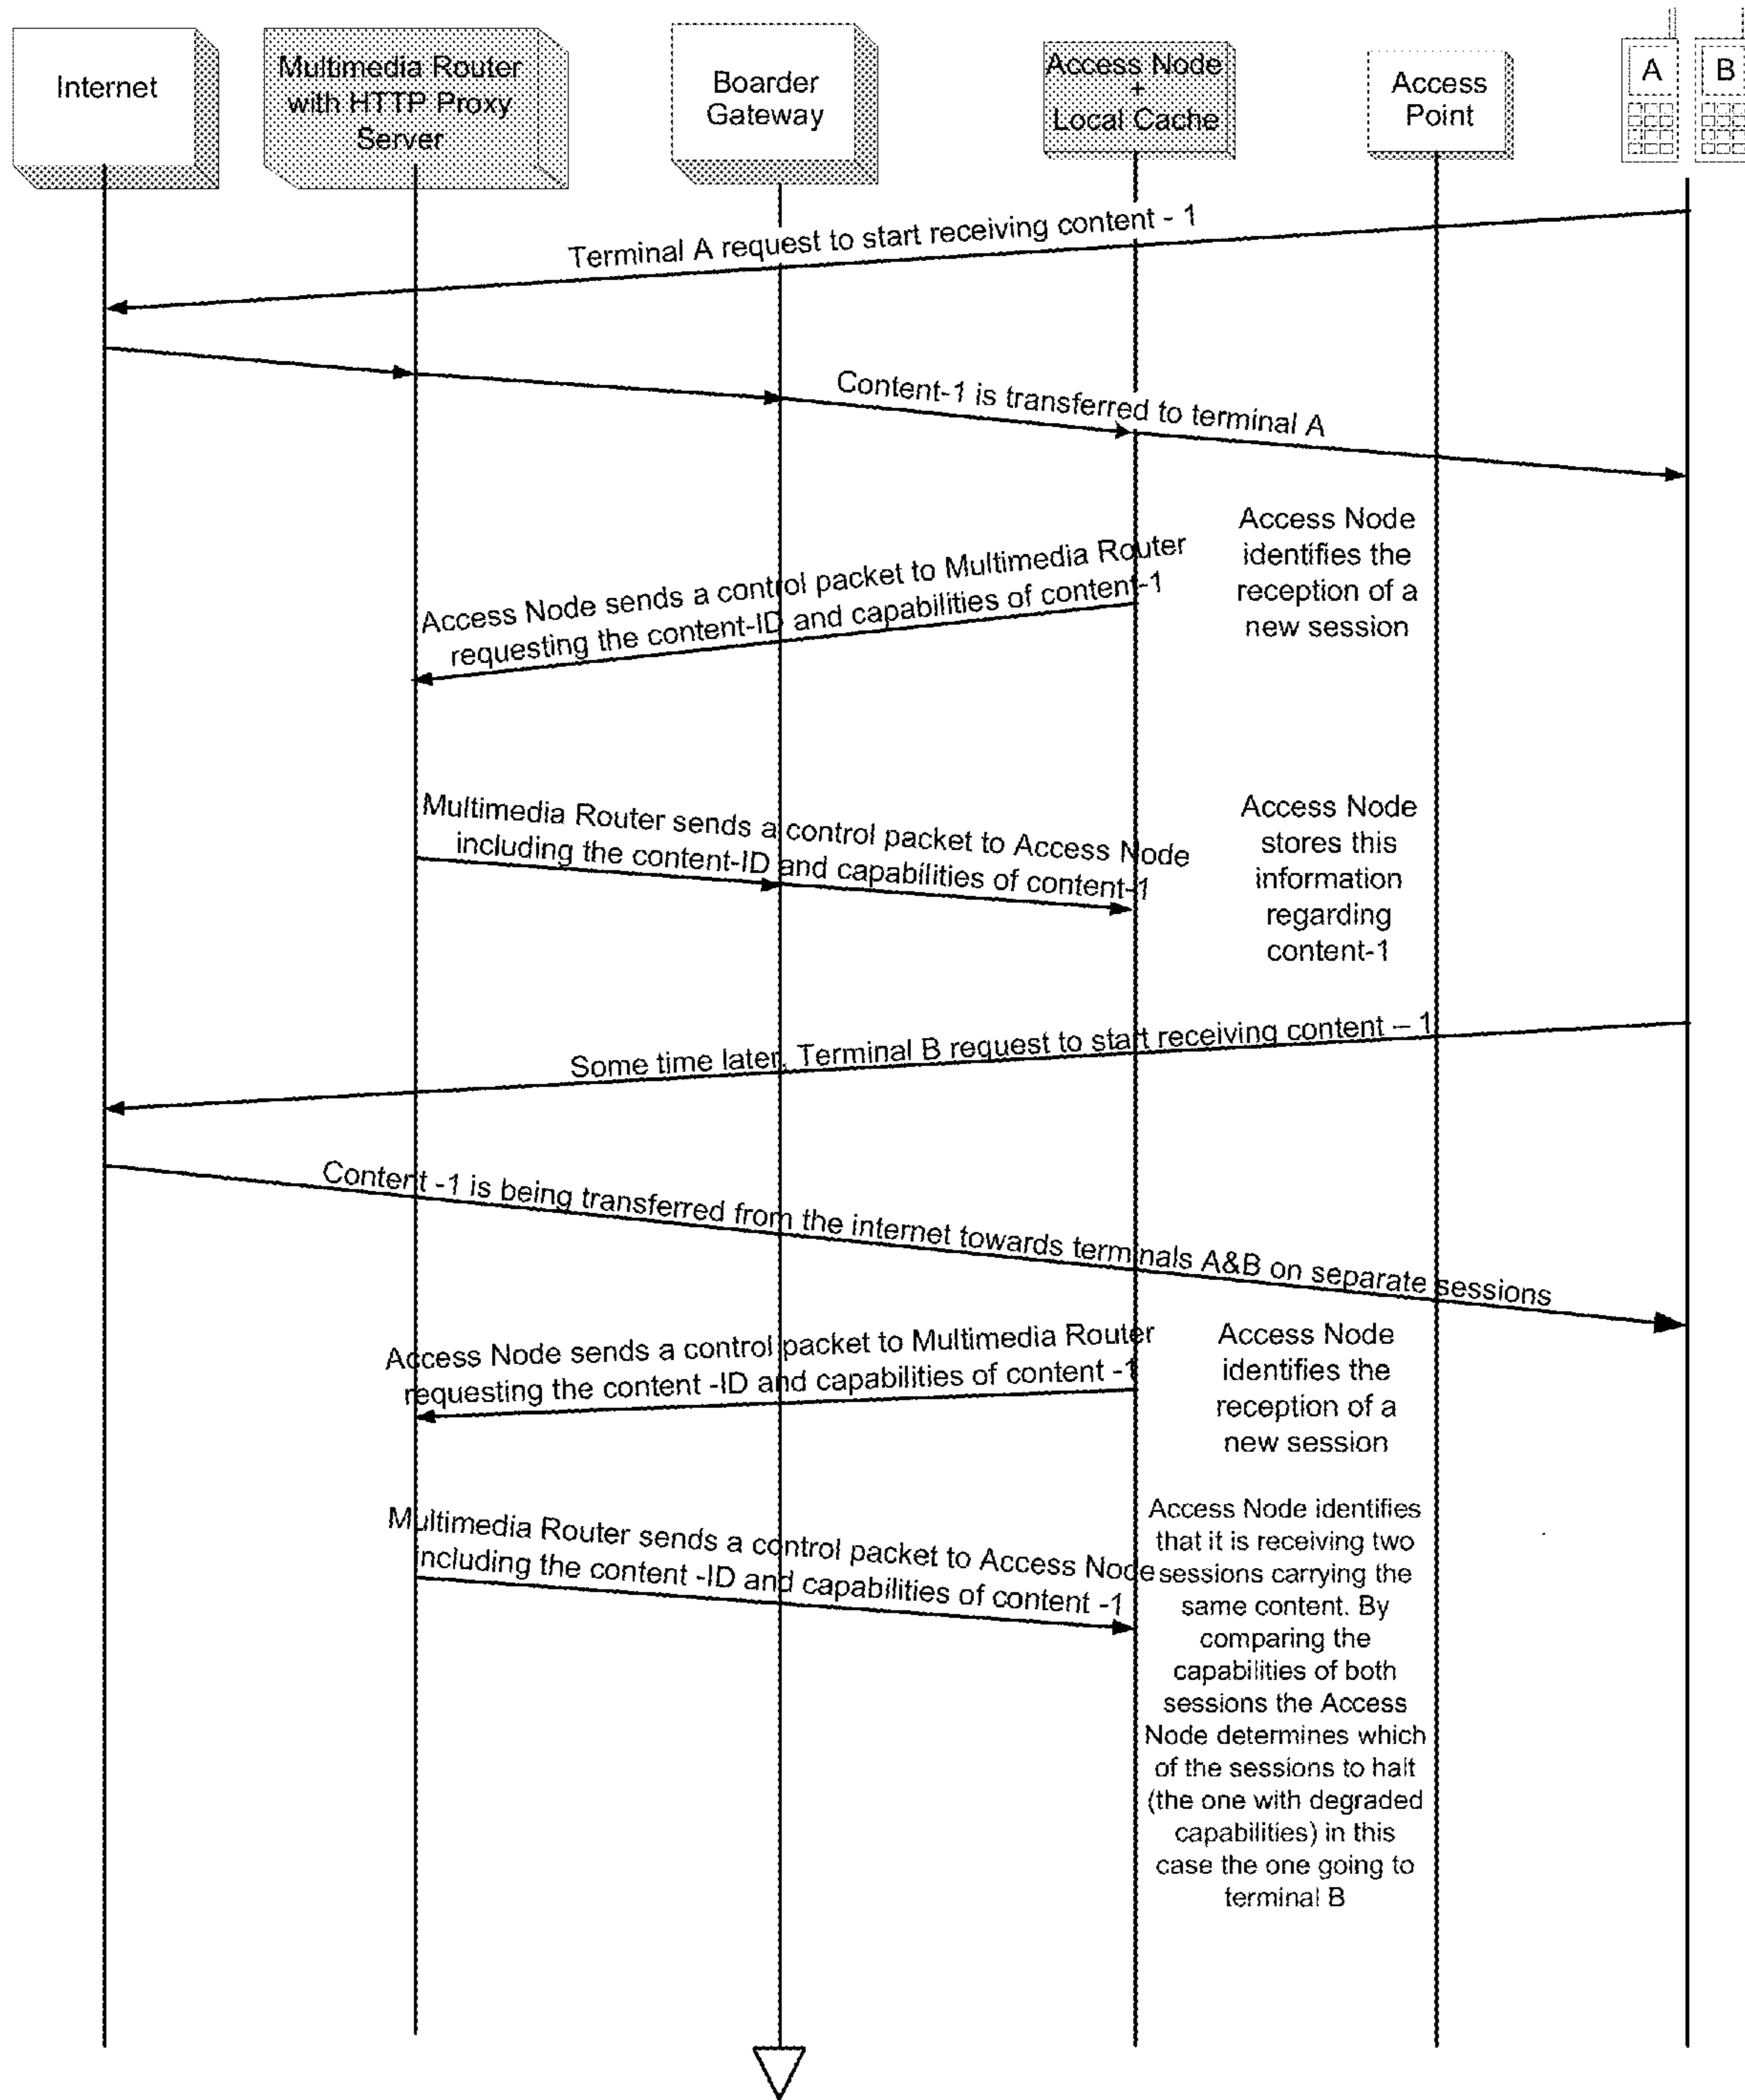 Internet
Multimedia Router
with HTTP Proxy
Server
Boarder
Gateway
Access Node
+
Local Cache
Access
Point
A
B
Terminal A request to start receiving content - 1
Content-1 is transferred to terminal A
Access Node
identifies the
reception of a
new session
Access Node sends a control packet to Multimedia Router
requesting the content-ID and capabilities of content-1
Multimedia Router sends a control packet to Access Node
including the content-ID and capabilities of content-1
Access Node
stores this
information
regarding
content-1
Some time later, Terminal B request to start receiving content – 1
Content -1 is being transferred from the internet towards terminals A&B on separate sessions
Access Node sends a control packet to Multimedia Router
requesting the content -ID and capabilities of content -1
Access Node
identifies the
reception of a
new session
Multimedia Router sends a control packet to Access Node
including the content -ID and capabilities of content -1
Access Node identifies
that it is receiving two
sessions carrying the
same content. By
comparing the
capabilities of both
sessions the Access
Node determines which
of the sessions to halt
(the one with degraded
capabilities) in this
case the one going to
terminal B